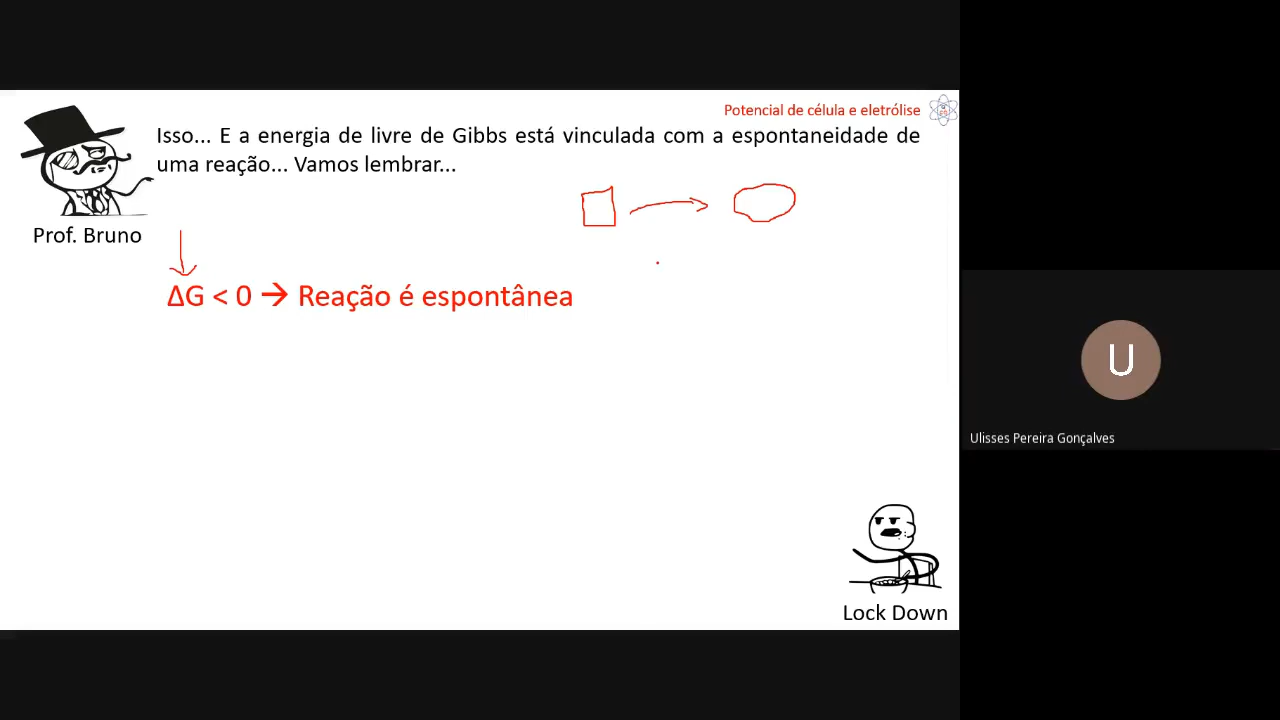 Potencial de célula e eletrólise
Isso... E a energia de livre de Gibbs está vinculada com a espontaneidade de
uma reação... Vamos lembrar...
Prof. Bruno
ΔG < 0 → Reação é espontânea
U
Ulisses Pereira Gonçalves
Lock Down